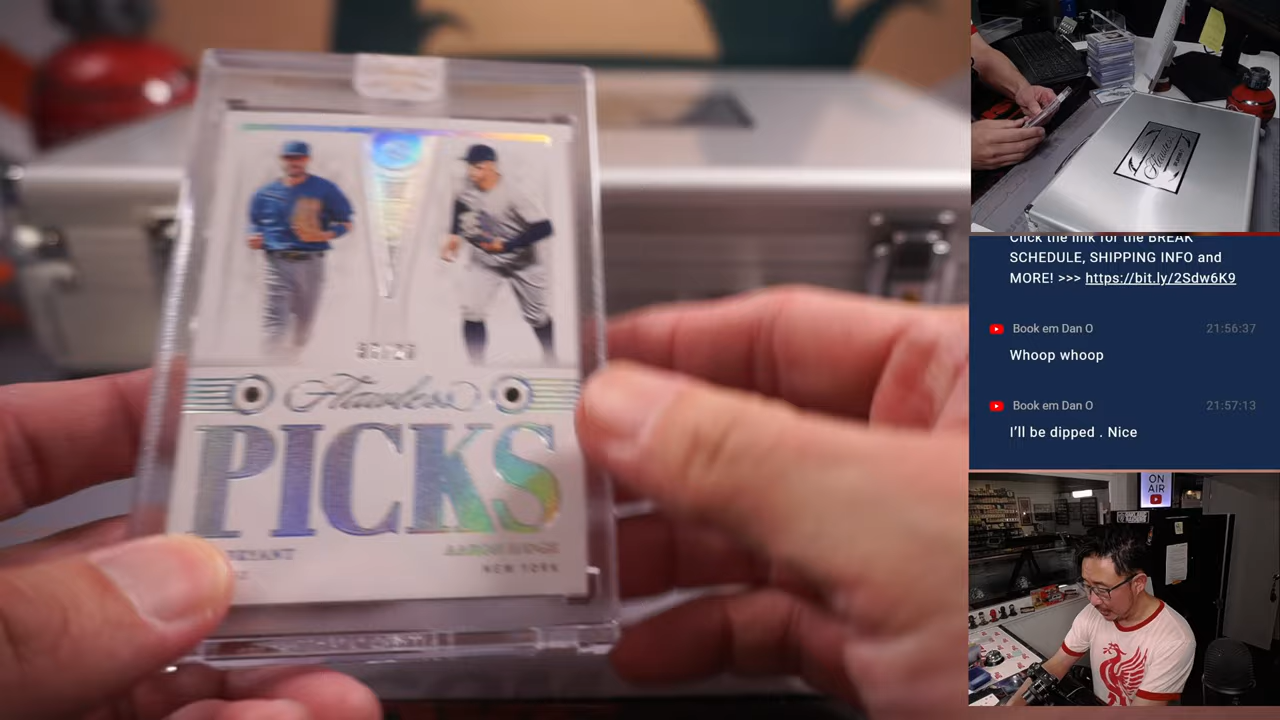 Flawless
PICKS
NEW YORK
Flawless
Click the link for the BREAK
SCHEDULE, SHIPPING INFO and
MORE! >>> https://bit.ly/2Sdw6K9
Book em Dan O 21:56:37
Whoop whoop
Book em Dan O 21:57:13
I'll be dipped . Nice
ON
AIR